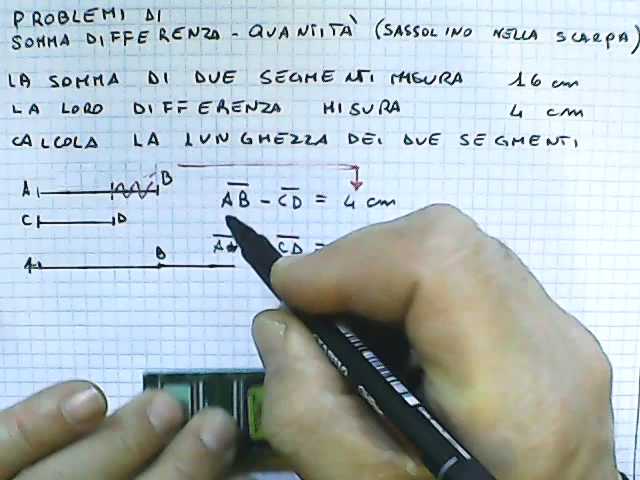 PROBLEMI DI
SOMMA DIFFERENZA - QUANTITÀ (SASSOLINO NELLA SCARPA)
LA SOMMA DI DUE SEGMENTI MISURA 16 cm
LA LORO DIFFERENZA MISURA 4 cm
CALCOLA LA LUNGHEZZA DEI DUE SEGMENTI
A B
AB - CD = 4 cm
C D
CD =
A B